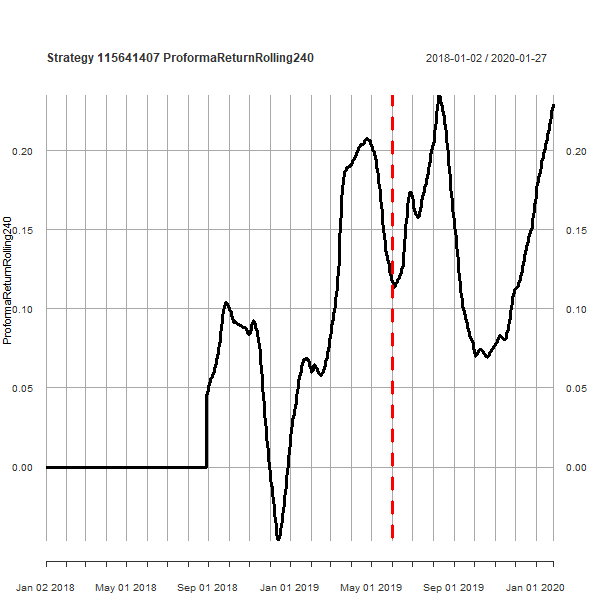 Strategy 115641407 ProformaReturnRolling240
2018-01-02 / 2020-01-27
0.20 0.20
0.15 0.15
ProformaReturnRolling240
0.10 0.10
0.05 0.05
0.00 0.00
Jan 02 2018 May 01 2018 Sep 01 2018 Jan 01 2019 May 01 2019 Sep 01 2019 Jan 01 2020